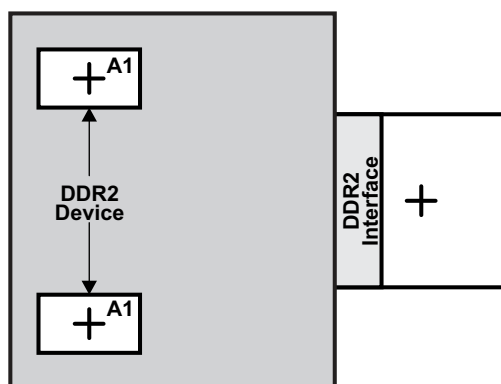 A1
DDR2
Device
DDR2
Interface
A1